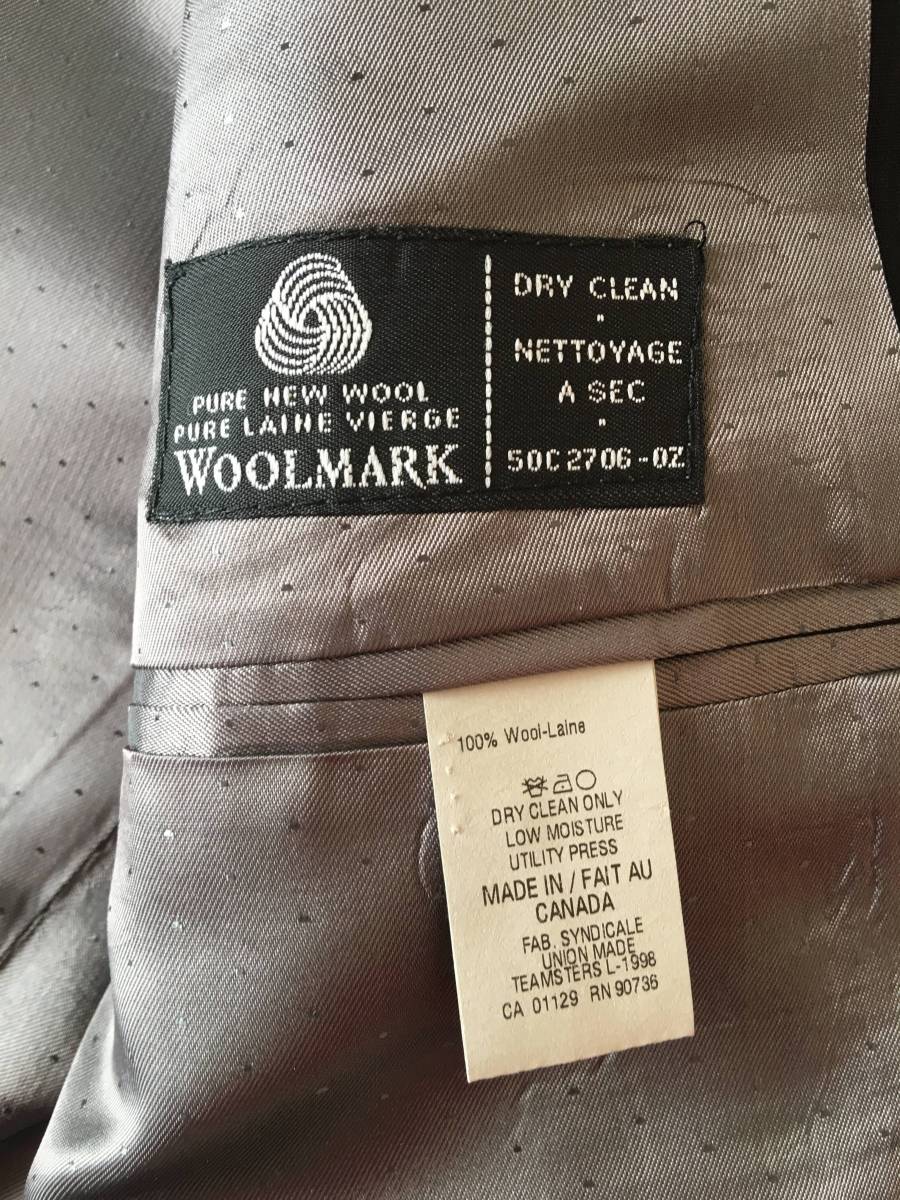 PURE NEW WOOL
PURE LAINE VIERGE
WOOLMARK
DRY CLEAN
NETTOYAGE
A SEC
50C2706-OZ
100% Wool-Laine
DRY CLEAN ONLY
LOW MOISTURE
UTILITY PRESS
MADE IN / FAIT AU
CANADA
FAB. SYNDICALE
UNION MADE
TEAMSTERS L-1998
CA 01129 RN 90736